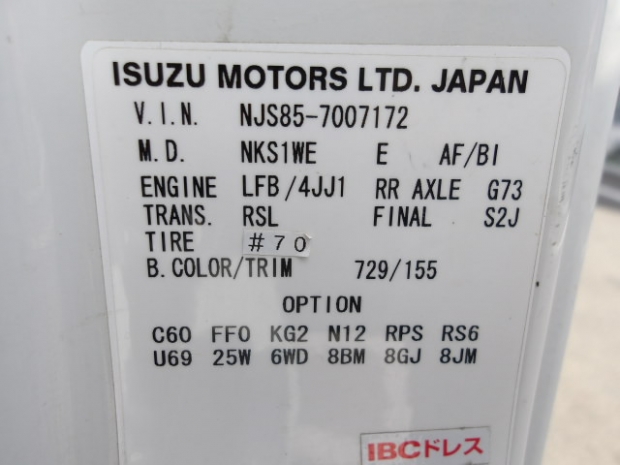 ISUZU MOTORS LTD. JAPAN
V.I.N. NJS85-7007172
M.D. NKS1WE E AF/BI
ENGINE LFB/4JJ1 RR AXLE G73
TRANS. RSL FINAL S2J
TIRE #70
B.COLOR/TRIM 729/155
OPTION
C60 FF0 KG2 N12 RPS RS6
U69 25W 6WD 8BM 8GJ 8JM
IBCドレス